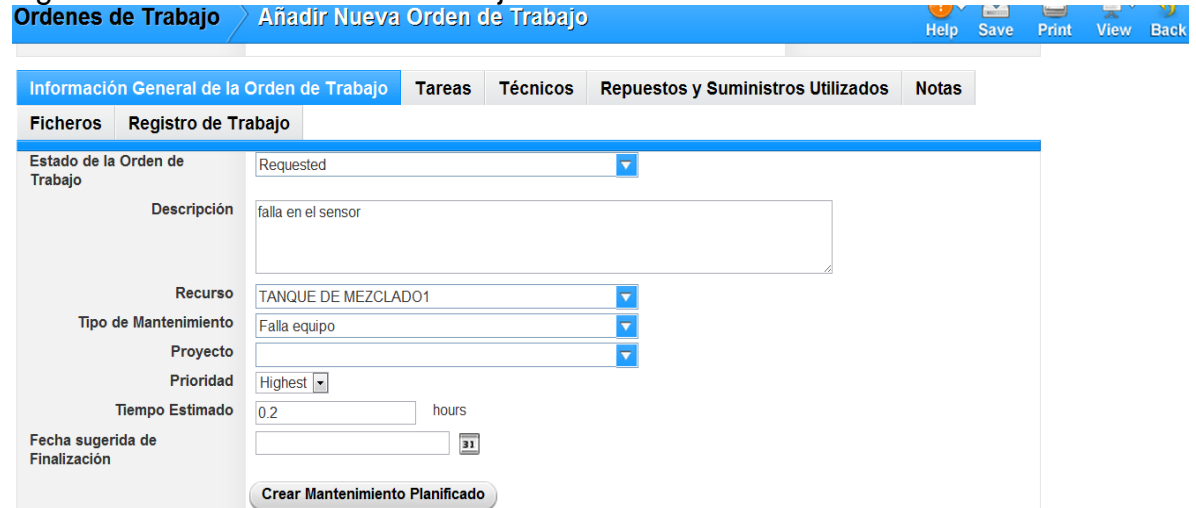 Ordenes de Trabajo Añadir Nueva Orden de Trabajo
Help Save Print View Back
Información General de la Orden de Trabajo Tareas Técnicos Repuestos y Suministros Utilizados Notas
Ficheros Registro de Trabajo
Estado de la Orden de Trabajo Requested
Descripción falla en el sensor
Recurso TANQUE DE MEZCLADO1
Tipo de Mantenimiento Falla equipo
Proyecto
Prioridad Highest
Tiempo Estimado 0.2 hours
Fecha sugerida de Finalización 31
Crear Mantenimiento Planificado